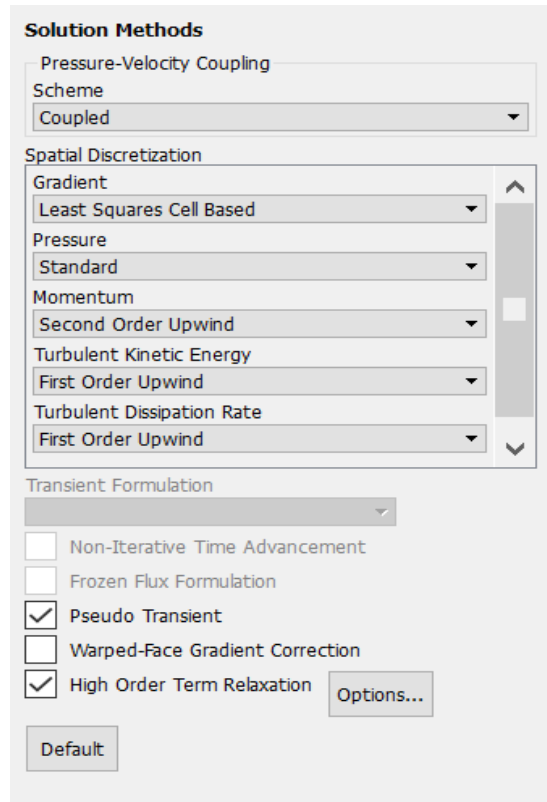 Solution Methods
Pressure-Velocity Coupling
Scheme
Coupled
Spatial Discretization
Gradient
Least Squares Cell Based
Pressure
Standard
Momentum
Second Order Upwind
Turbulent Kinetic Energy
First Order Upwind
Turbulent Dissipation Rate
First Order Upwind
Transient Formulation
Non-Iterative Time Advancement
Frozen Flux Formulation
Pseudo Transient
Warped-Face Gradient Correction
High Order Term Relaxation Options...
Default